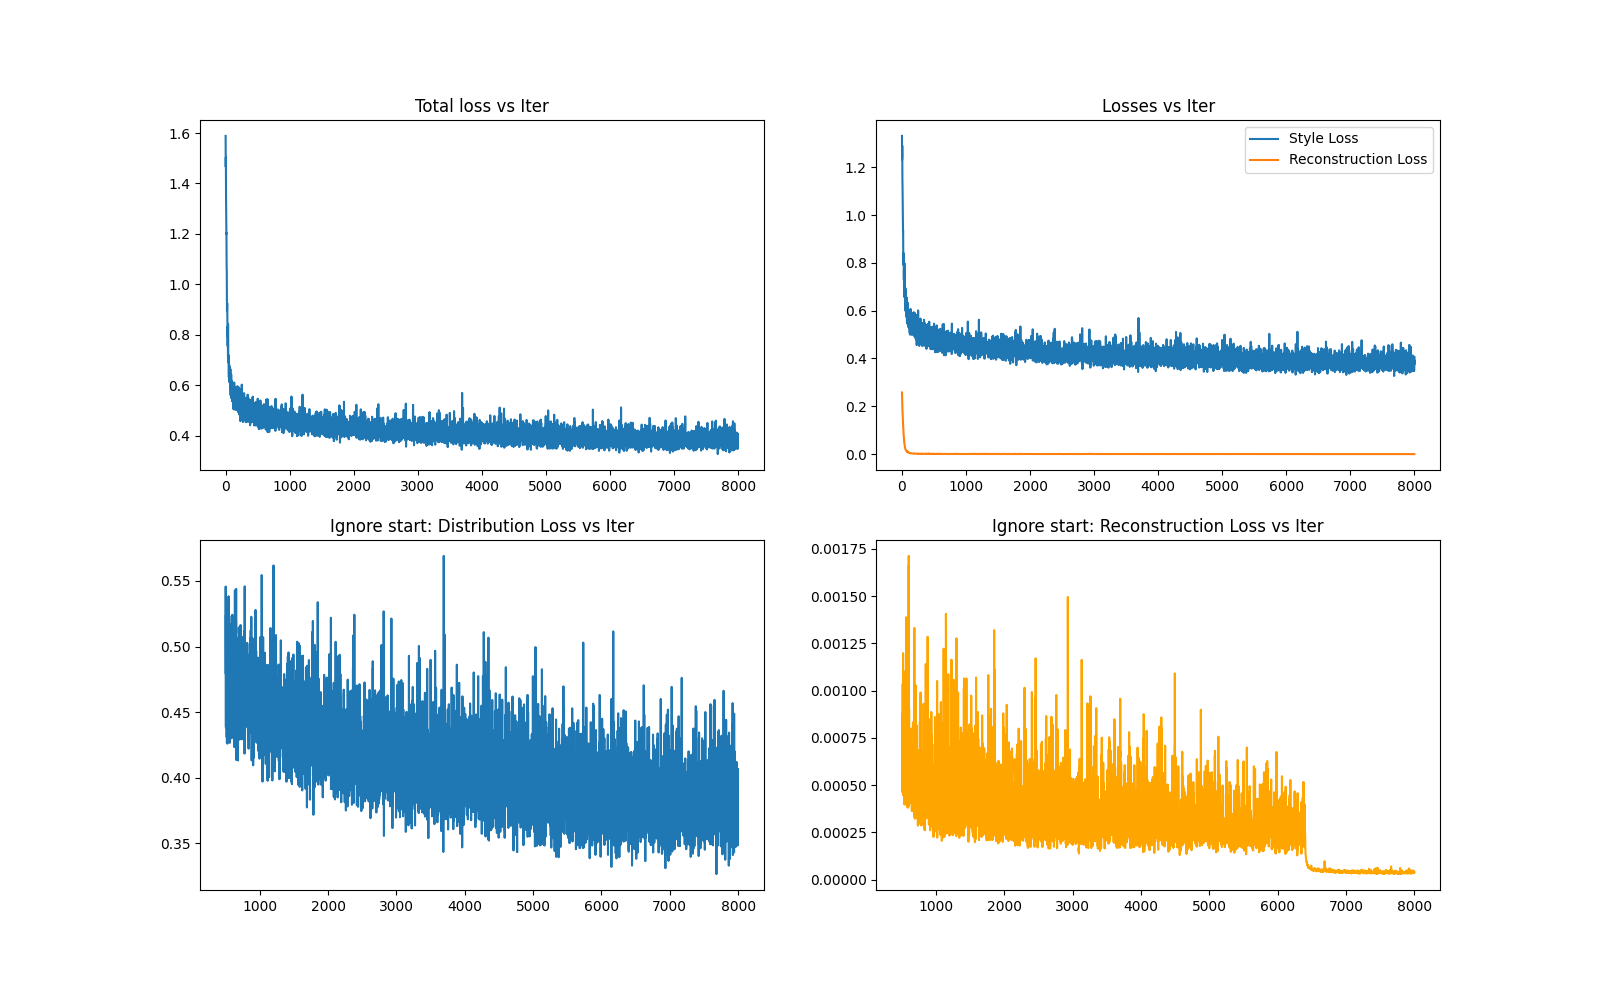 Total loss vs Iter
1.6
1.4
1.2
1.0
0.8
0.6
0.4
0 1000 2000 3000 4000 5000 6000 7000 8000
Losses vs Iter
Style Loss
Reconstruction Loss
1.2
1.0
0.8
0.6
0.4
0.2
0.0
0 1000 2000 3000 4000 5000 6000 7000 8000
Ignore start: Distribution Loss vs Iter
0.55
0.50
0.45
0.40
0.35
1000 2000 3000 4000 5000 6000 7000 8000
Ignore start: Reconstruction Loss vs Iter
0.00175
0.00150
0.00125
0.00100
0.00075
0.00050
0.00025
0.00000
1000 2000 3000 4000 5000 6000 7000 8000